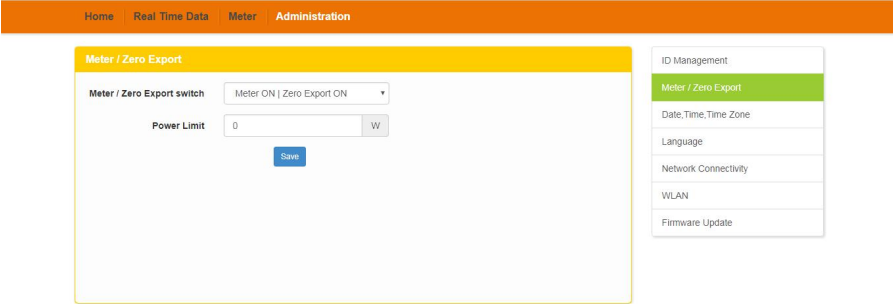 Home Real Time Data Meter Administration
Meter / Zero Export
Meter / Zero Export switch Meter ON | Zero Export ON
Power Limit 0 W
Save
ID Management
Meter / Zero Export
Date,Time,Time Zone
Language
Network Connectivity
WLAN
Firmware Update